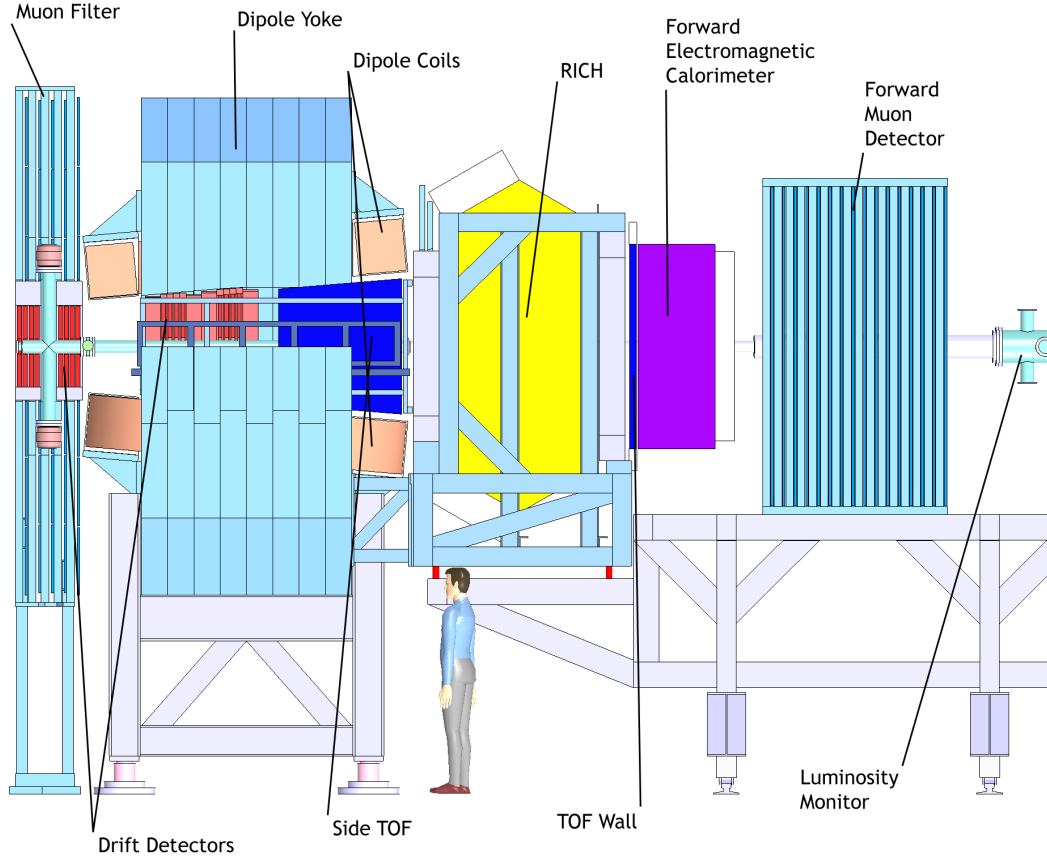 Muon Filter
Dipole Yoke
Dipole Coils
RICH
Forward
Electromagnetic
Calorimeter
Forward
Muon
Detector
Luminosity
Monitor
TOF Wall
Side TOF
Drift Detectors